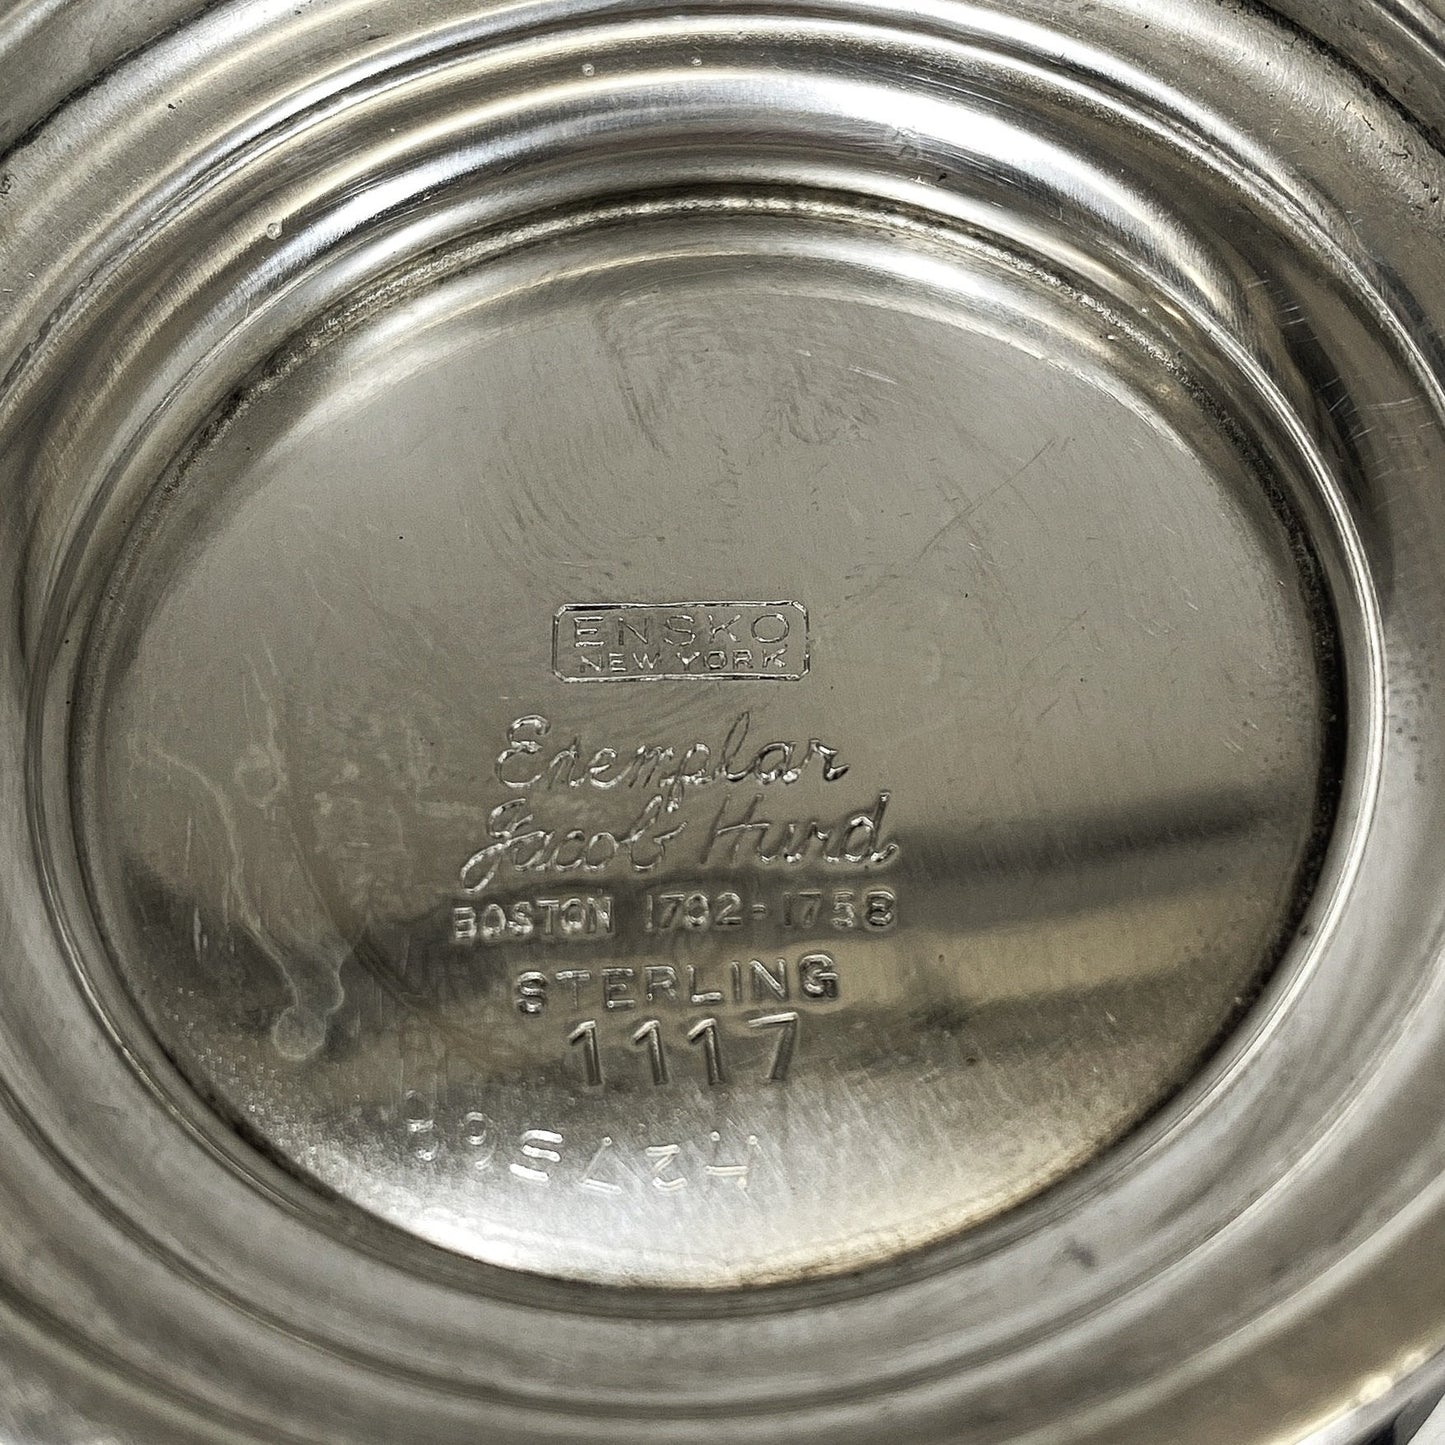 ENSKO
NEW YORK
Exemplar
Jacob Hurd
BOSTON 1702-1758
STERLING
1117